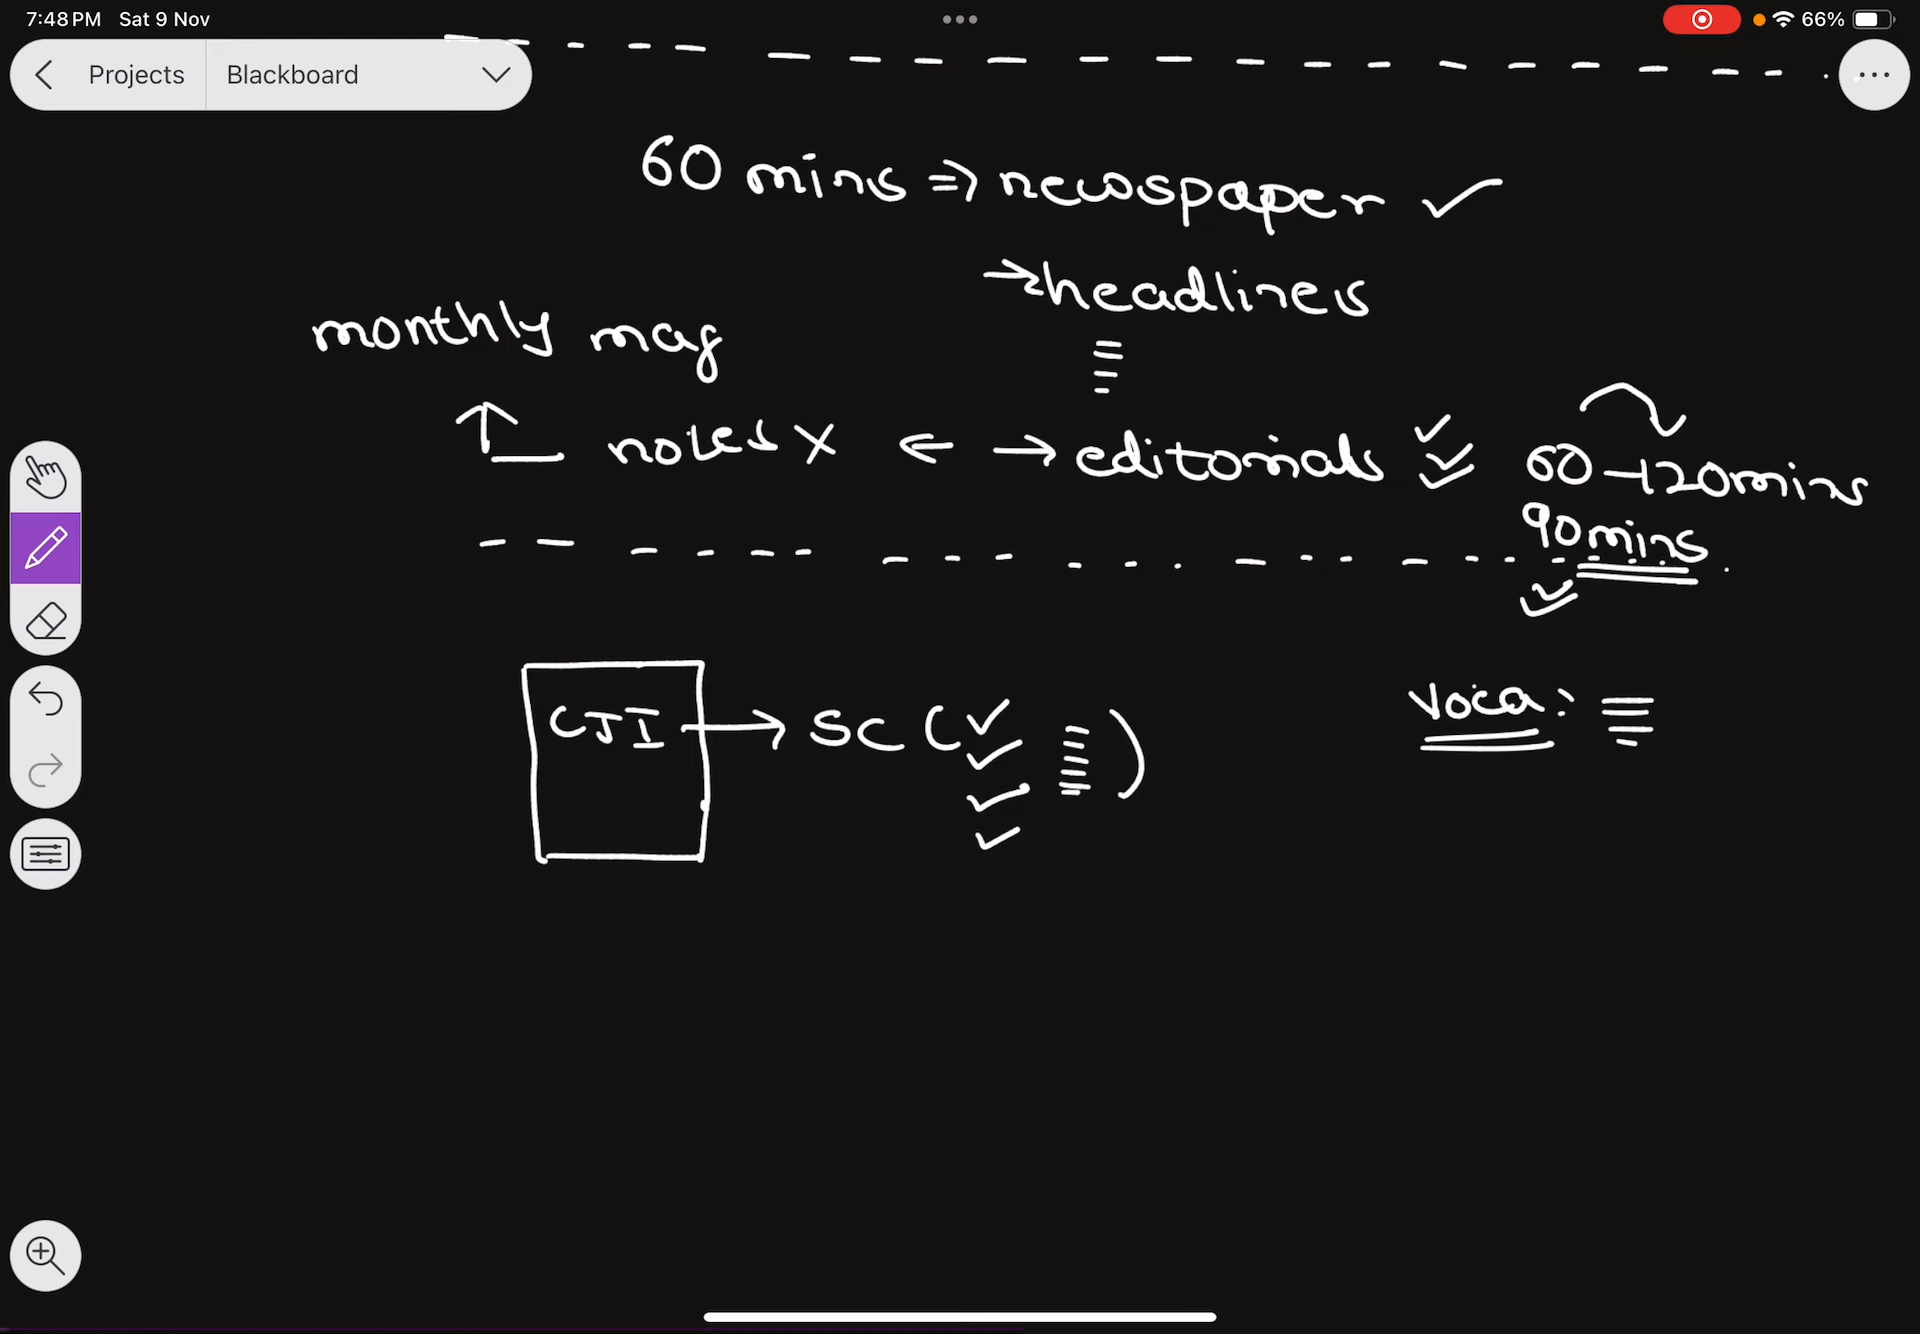 7:48 PM Sat 9 Nov
66%
Projects Blackboard
60 mins => newspaper ✓
→ headlines
monthly mag
notes X ← → editorials ✓ 60-120mins
90mins
CJI → SC (✓ )
Voca: